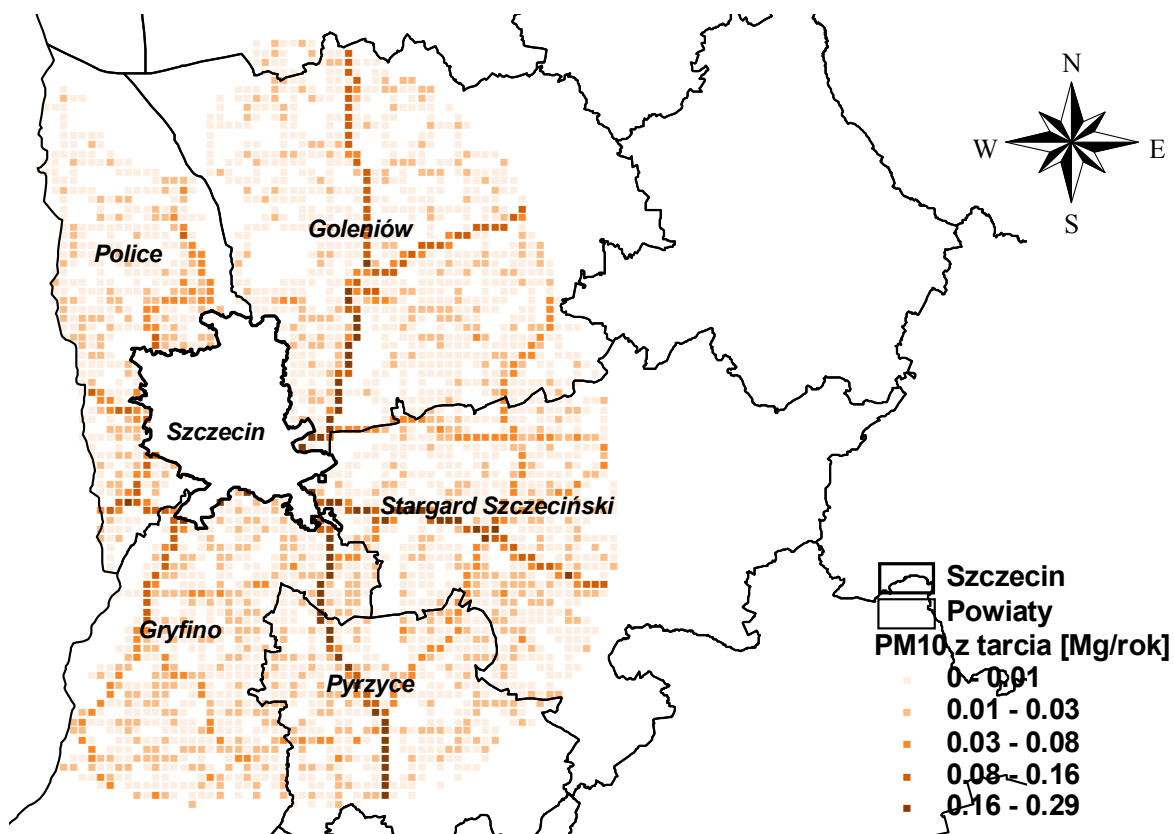 N
W E
S
Goleniów
Police
Szczecin
Stargard Szczeciński
Gryfino
Pyrzyce
Szczecin
Powiaty
PM10 z tarcia [Mg/rok]
0 - 0.01
0.01 - 0.03
0.03 - 0.08
0.08 - 0.16
0.16 - 0.29